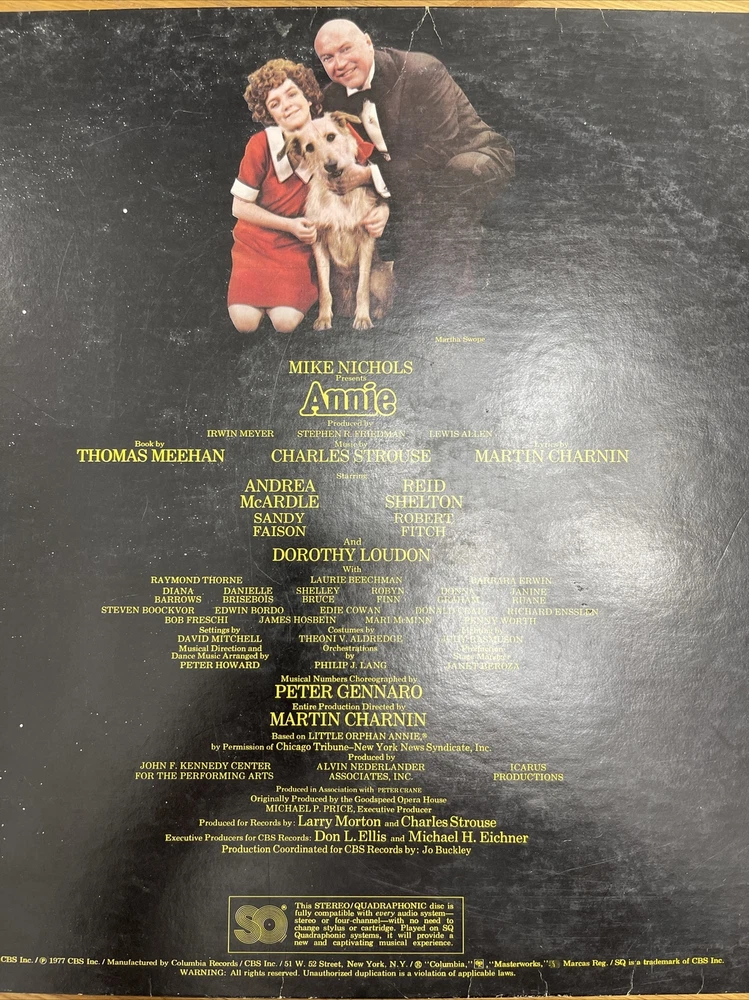 Martha Swope
MIKE NICHOLS
Presents
Annie
Produced by
IRWIN MEYER STEPHEN R. FRIEDMAN LEWIS ALLEN
Book by Music by Lyrics by
THOMAS MEEHAN CHARLES STROUSE MARTIN CHARNIN
Starring
ANDREA REID
McARDLE SHELTON
SANDY ROBERT
FAISON FITCH
And
DOROTHY LOUDON
With
RAYMOND THORNE LAURIE BEECHMAN BARBARA ERWIN
DIANA DANIELLE SHELLEY ROBYN DONNA JANINE
BARROWS BRISEBOIS BRUCE FINN GRAHAM RUANE
STEVEN BOOCKVOR EDWIN BORDO EDIE COWAN DONALD CRAIG RICHARD ENSSLEN
BOB FRESCHI JAMES HOSBEIN MARI McMINN PENNY WORTH
Settings by Costumes by
DAVID MITCHELL THEONI V. ALDREDGE
Musical Direction and Orchestrations Production
Dance Music Arranged by by Stage Manager
PETER HOWARD PHILIP J. LANG JANET BEROZA
Musical Numbers Choreographed by
PETER GENNARO
Entire Production Directed by
MARTIN CHARNIN
Based on LITTLE ORPHAN ANNIE,®
by Permission of Chicago Tribune–New York News Syndicate, Inc.
Produced by
JOHN F. KENNEDY CENTER ALVIN NEDERLANDER ICARUS
FOR THE PERFORMING ARTS ASSOCIATES, INC. PRODUCTIONS
Produced in Association with PETER CRANE
Originally Produced by the Goodspeed Opera House
MICHAEL P. PRICE, Executive Producer
Produced for Records by: Larry Morton and Charles Strouse
Executive Producers for CBS Records: Don L. Ellis and Michael H. Eichner
Production Coordinated for CBS Records by: Jo Buckley
SQ®
This STEREO/QUADRAPHONIC disc is
fully compatible with every audio system—
stereo or four-channel—with no need to
change stylus or cartridge. Played on SQ
Quadraphonic systems, it will provide a
new and captivating musical experience.
CBS Inc. / ℗ 1977 CBS Inc. / Manufactured by Columbia Records / CBS Inc. / 51 W. 52 Street, New York, N.Y. / ® "Columbia," , "Masterworks," Marcas Reg. / SQ is a trademark of CBS Inc.
WARNING: All rights reserved. Unauthorized duplication is a violation of applicable laws.